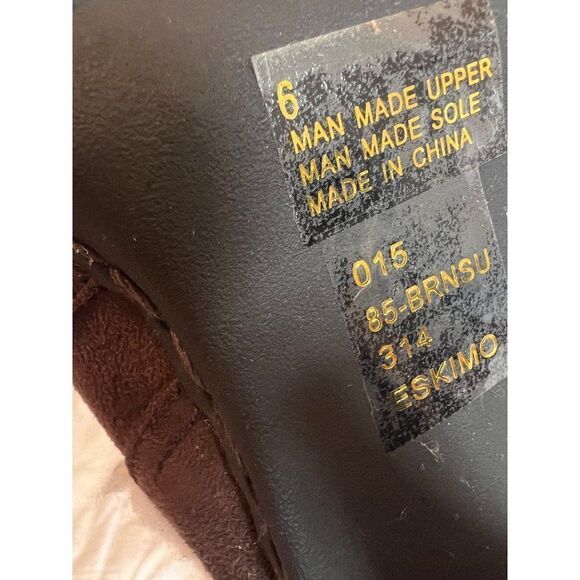 6
MAN MADE UPPER
MAN MADE SOLE
MADE IN CHINA
015
85-BRNSU
314
ESKIMO